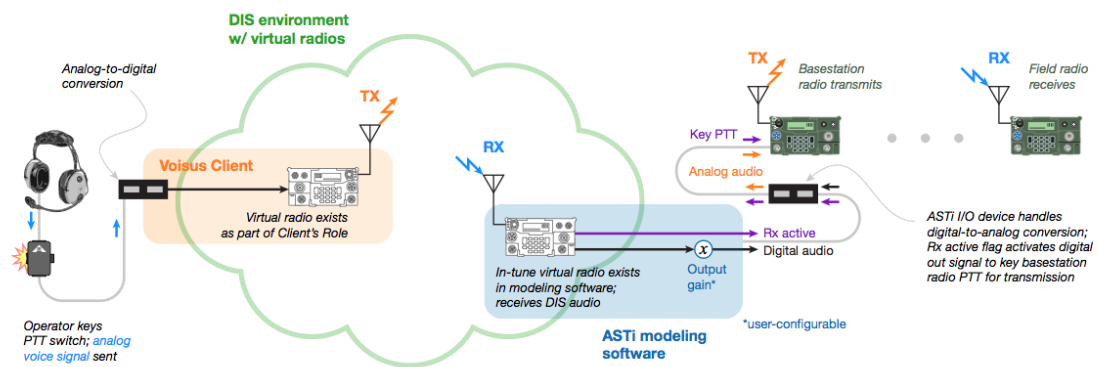 DIS environment
w/ virtual radios
Analog-to-digital
conversion
TX
Voisus Client
Virtual radio exists
as part of Client's Role
Operator keys
PTT switch; analog
voice signal sent
RX
In-tune virtual radio exists
in modeling software;
receives DIS audio
Rx active
Digital audio
x
Output
gain*
ASTi modeling
software
*user-configurable
Key PTT
Analog audio
TX
Basestation
radio transmits
RX
Field radio
receives
ASTi I/O device handles
digital-to-analog conversion;
Rx active flag activates digital
out signal to key basestation
radio PTT for transmission